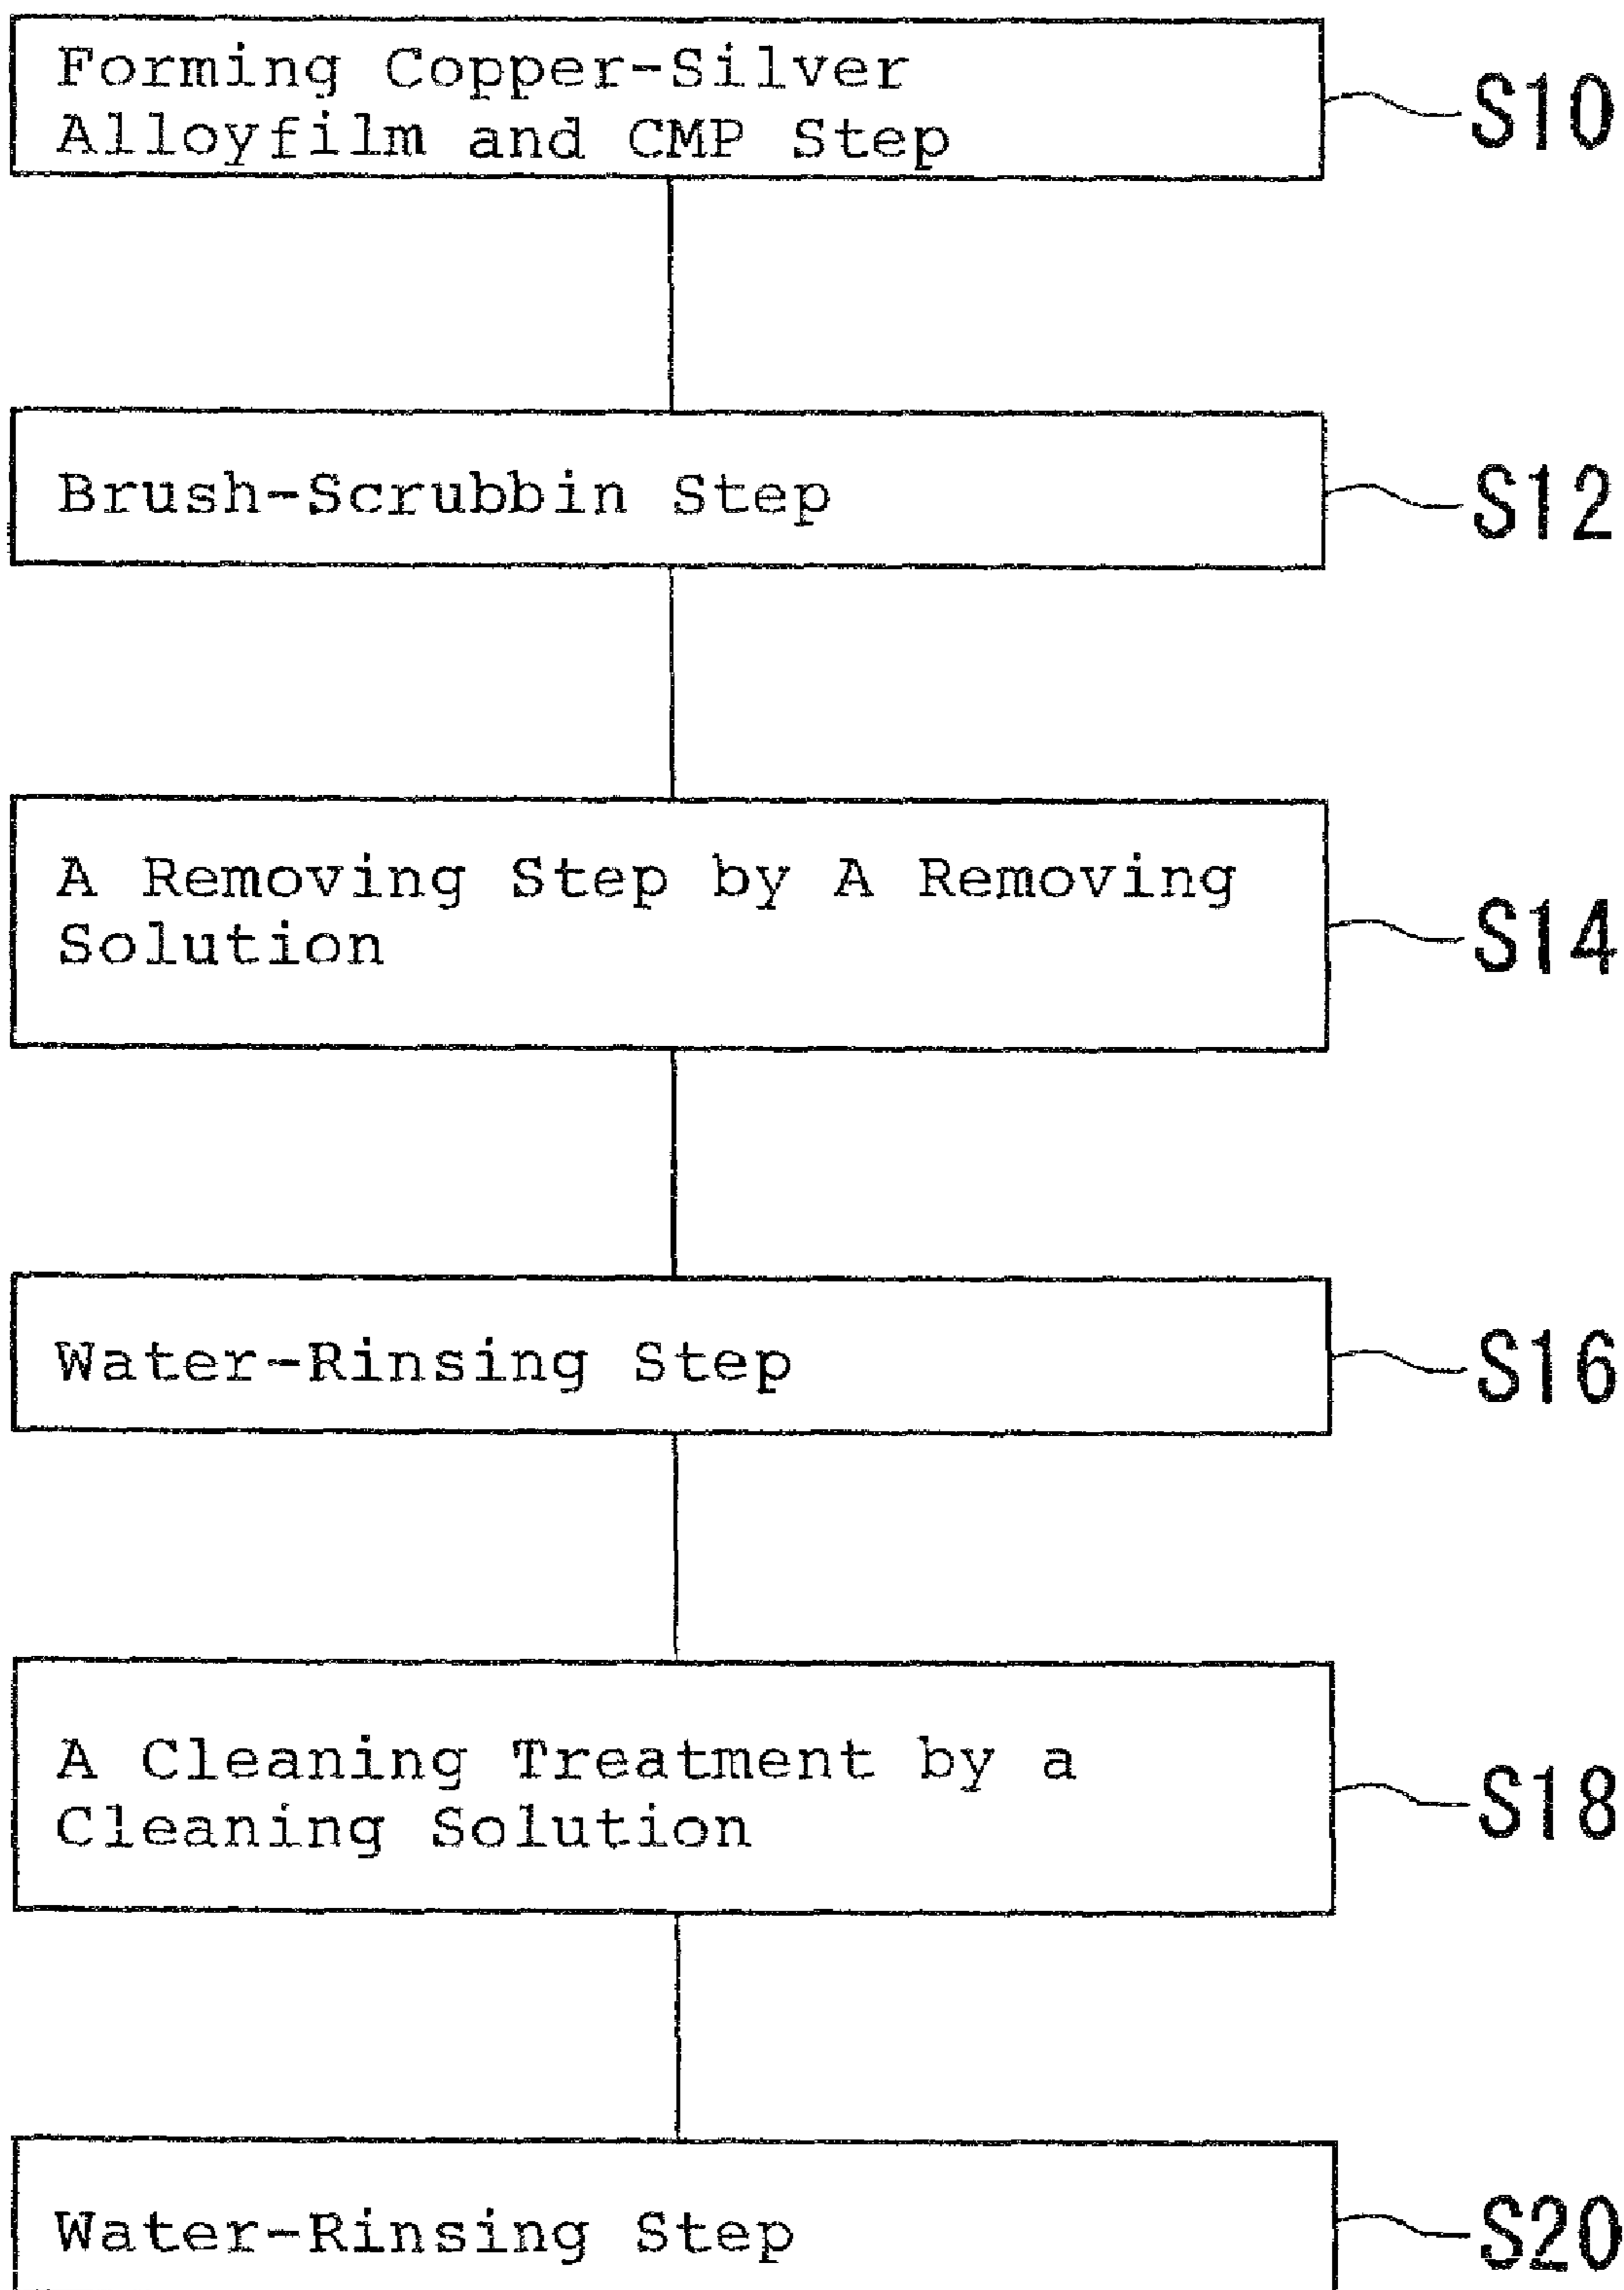 Forming Copper-Silver
Alloyfilm and CMP Step
S10
Brush-Scrubbin Step
S12
A Removing Step by A Removing
Solution
S14
Water-Rinsing Step
S16
A Cleaning Treatment by a
Cleaning Solution
S18
Water-Rinsing Step
S20